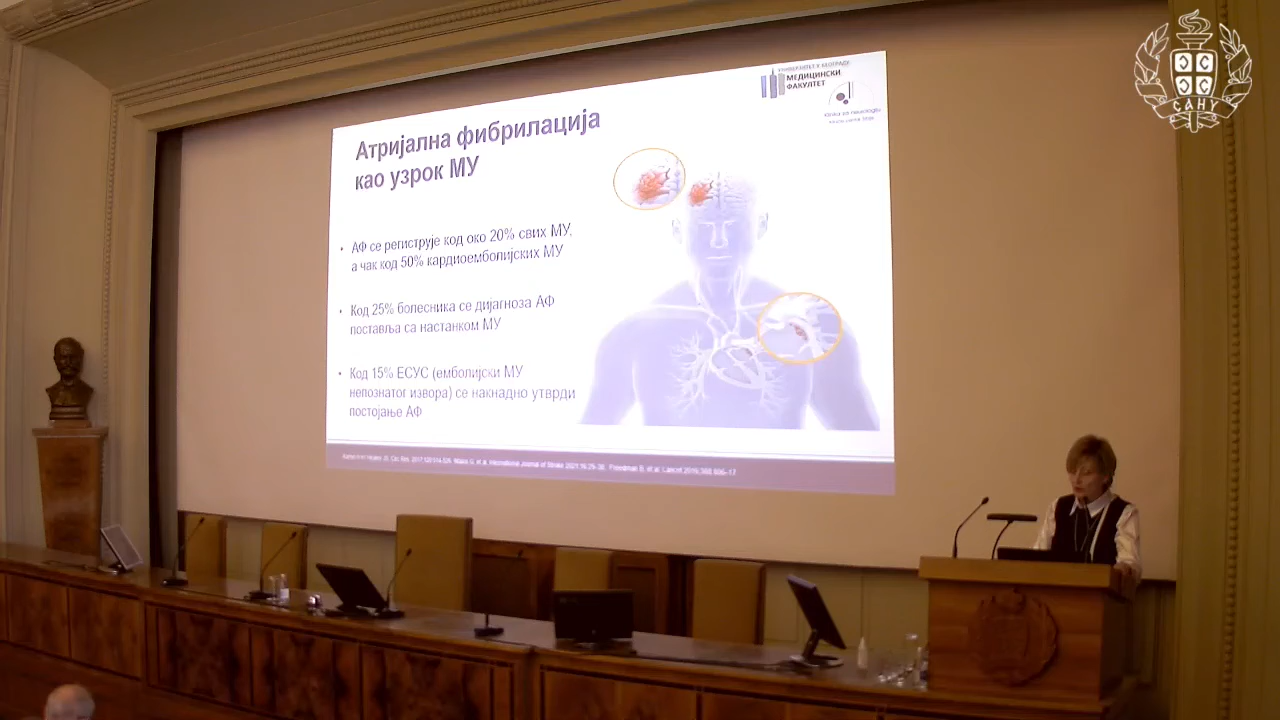 САНУ
УНИВЕРЗИТЕТ У БЕОГРАДУ
МЕДИЦИНСКИ
ФАКУЛТЕТ
Атријална фибрилација
као узрок МУ
• АФ се региструје код око 20% свих МУ,
а чак код 50% кардиоемболијских МУ
• Код 25% болесника се дијагноза АФ
поставља са настанком МУ
• Код 15% ЕСУС (емболијски МУ
непознатог извора) се накнадно утврди
постојање АФ